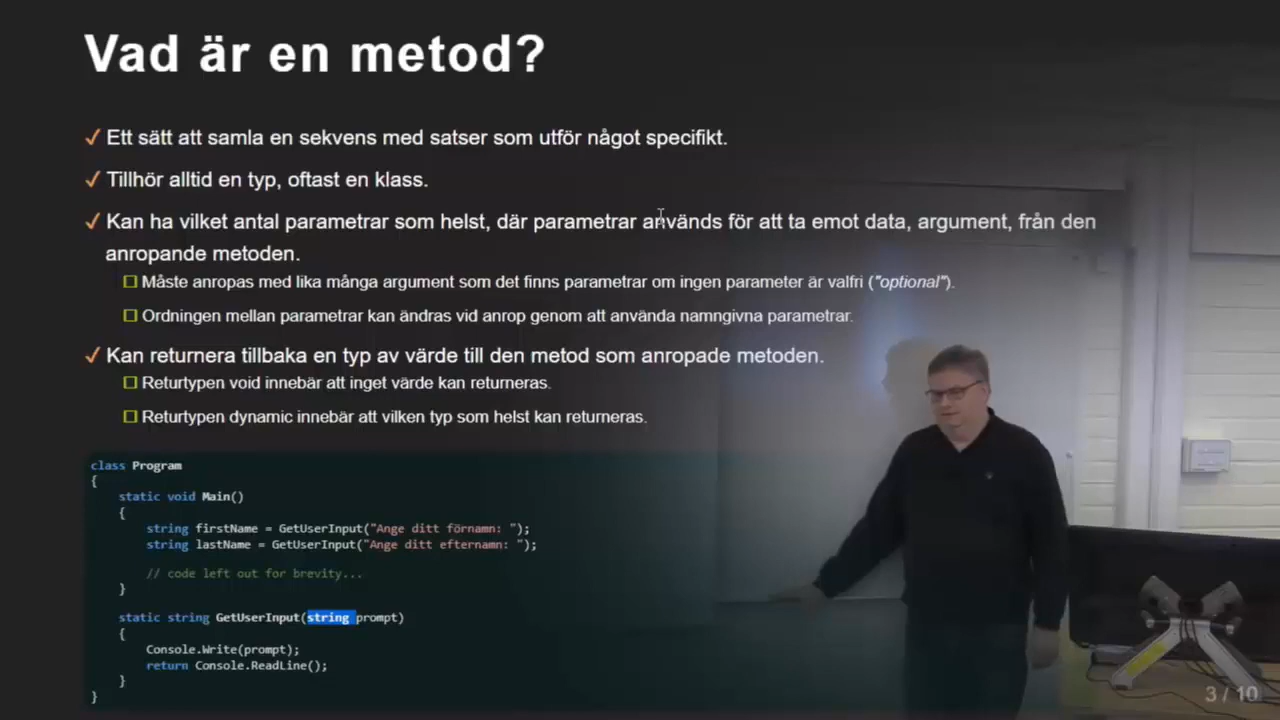 Vad är en metod?
Ett sätt att samla en sekvens med satser som utför något specifikt.
Tillhör alltid en typ, oftast en klass.
Kan ha vilket antal parametrar som helst, där parametrar används för att ta emot data, argument, från den
anropande metoden.
Måste anropas med lika många argument som det finns parametrar om ingen parameter är valfri ("optional").
Ordningen mellan parametrar kan ändras vid anrop genom att använda namngivna parametrar.
Kan returnera tillbaka en typ av värde till den metod som anropade metoden.
Returtypen void innebär att inget värde kan returneras.
Returtypen dynamic innebär att vilken typ som helst kan returneras.
class Program
{
static void Main()
{
string firstName = GetUserInput("Ange ditt förnamn: ");
string lastName = GetUserInput("Ange ditt efternamn: ");
// code left out for brevity...
}
static string GetUserInput(string prompt)
{
Console.Write(prompt);
return Console.ReadLine();
}
}
3 / 10